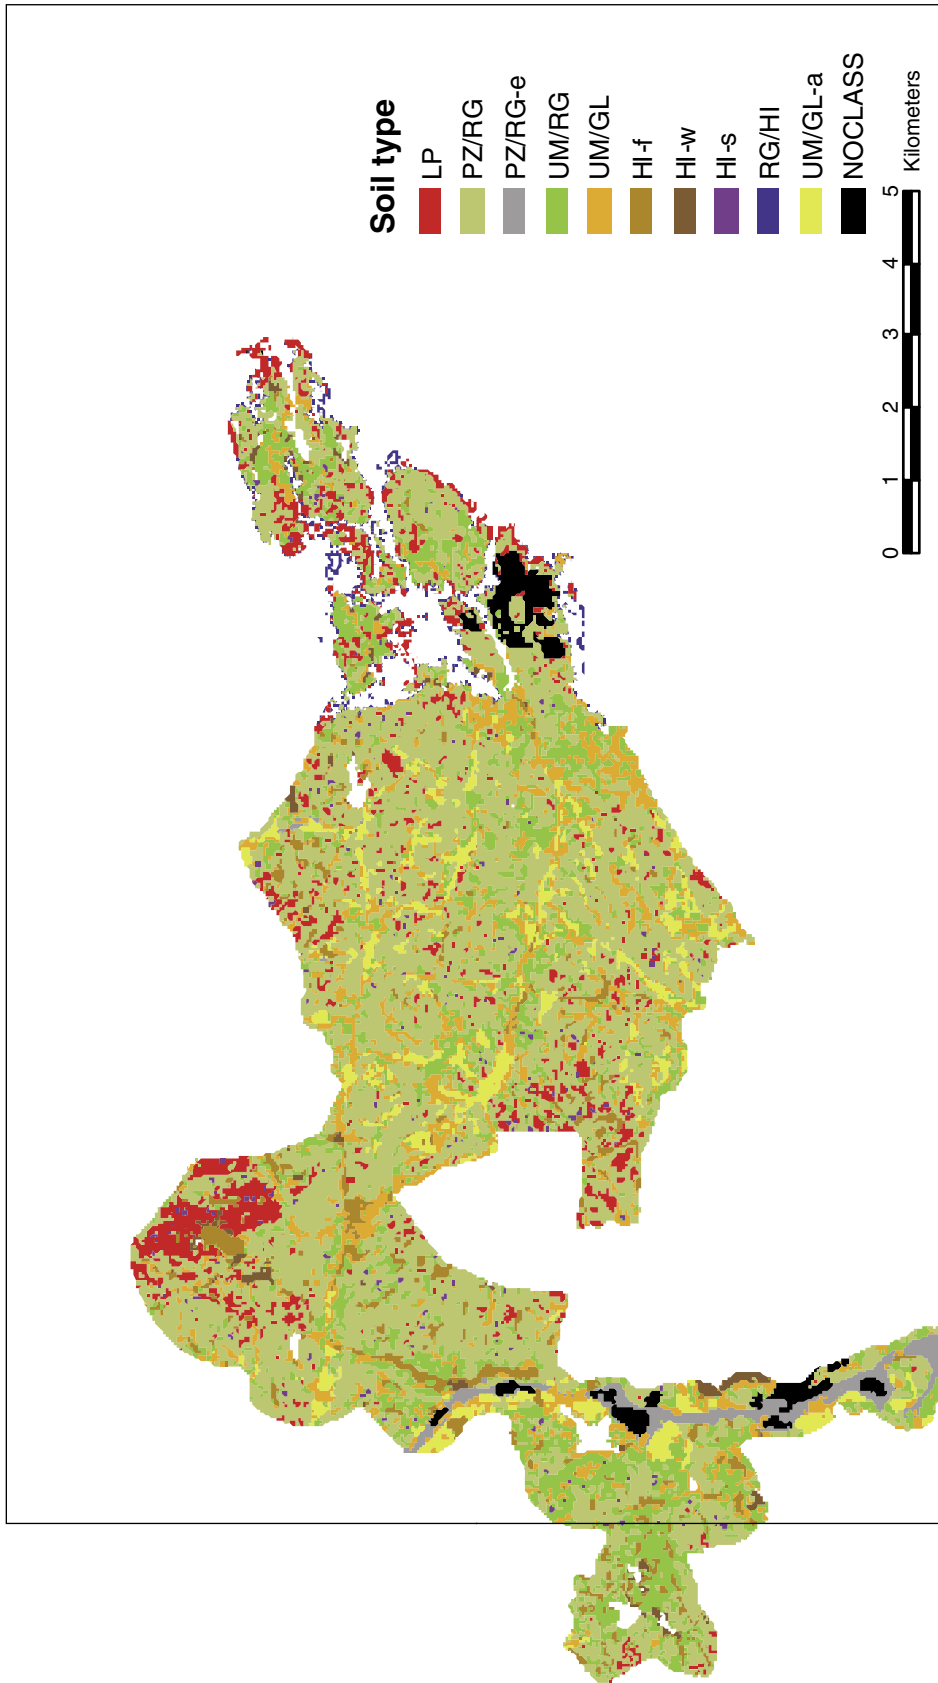 Soil type
LP
PZ/RG
PZ/RG-e
UM/RG
UM/GL
HI-f
HI-w
HI-s
RG/HI
UM/GL-a
NOCLASS
0 1 2 3 4 5
Kilometers